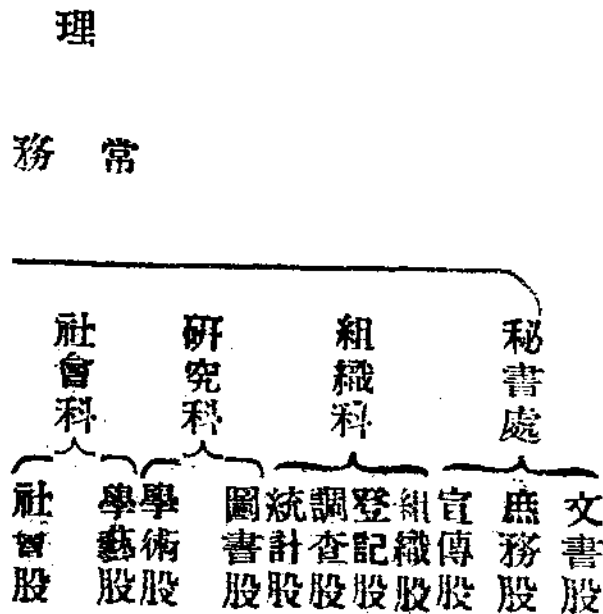 理
常務
秘書處
組織科
研究科
社會科
文書股
庶務股
宣傳股
組織股
登記股
調查股
統計股
圖書股
學術股
學藝股
社會股